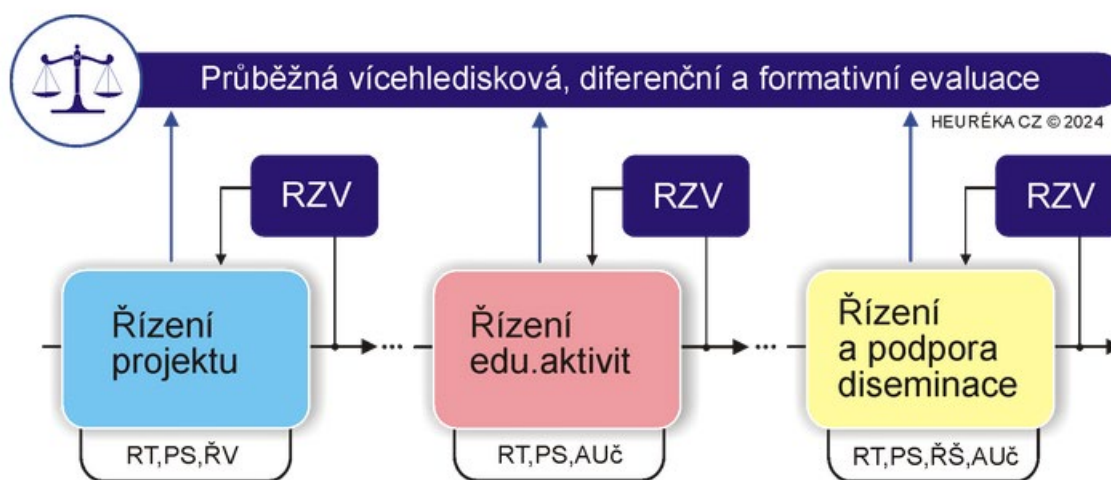 Průběžná vícehledisková, diferenční a formativní evaluace
HEURÉKA CZ © 2024
RZV
RZV
RZV
Řízení
projektu
Řízení
edu.aktivit
Řízení
a podpora
diseminace
RT,PS,ŘV
RT,PS,AUč
RT,PS,ŘŠ,AUč